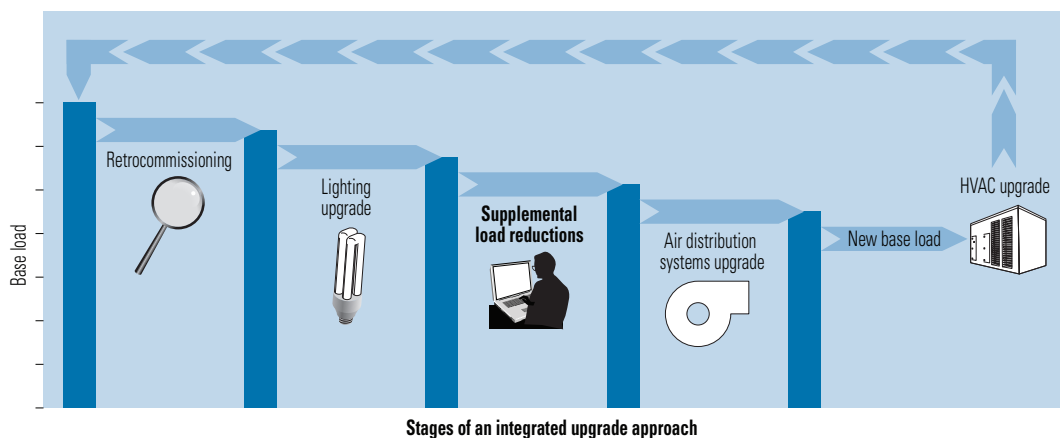 Retrocommissioning
Lighting
upgrade
Supplemental
load reductions
Air distribution
systems upgrade
New base load
HVAC upgrade
Base load
Stages of an integrated upgrade approach